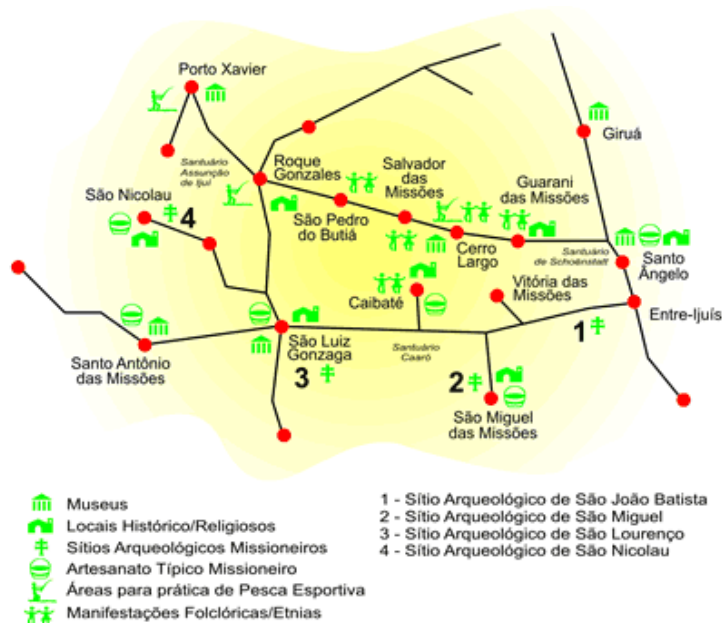 Porto Xavier
Giruá
Santuário
Assunção
de Ijuí
Roque
Gonzales
Salvador
das
Missões
Guarani
das Missões
São Nicolau
4
São Pedro
do Butiá
Cerro
Largo
Santuário
de Schoënstatt
Santo
Ângelo
Caibaté
Vitória das
Missões
Entre-Ijuís
1
Santo Antônio
das Missões
São Luiz
Gonzaga
3
Santuário
Caaró
2
São Miguel
das Missões
Museus
Locais Histórico/Religiosos
Sítios Arqueológicos Missioneiros
Artesanato Típico Missioneiro
Áreas para prática de Pesca Esportiva
Manifestações Folclóricas/Etnias
1 - Sítio Arqueológico de São João Batista
2 - Sítio Arqueológico de São Miguel
3 - Sítio Arqueológico de São Lourenço
4 - Sítio Arqueológico de São Nicolau